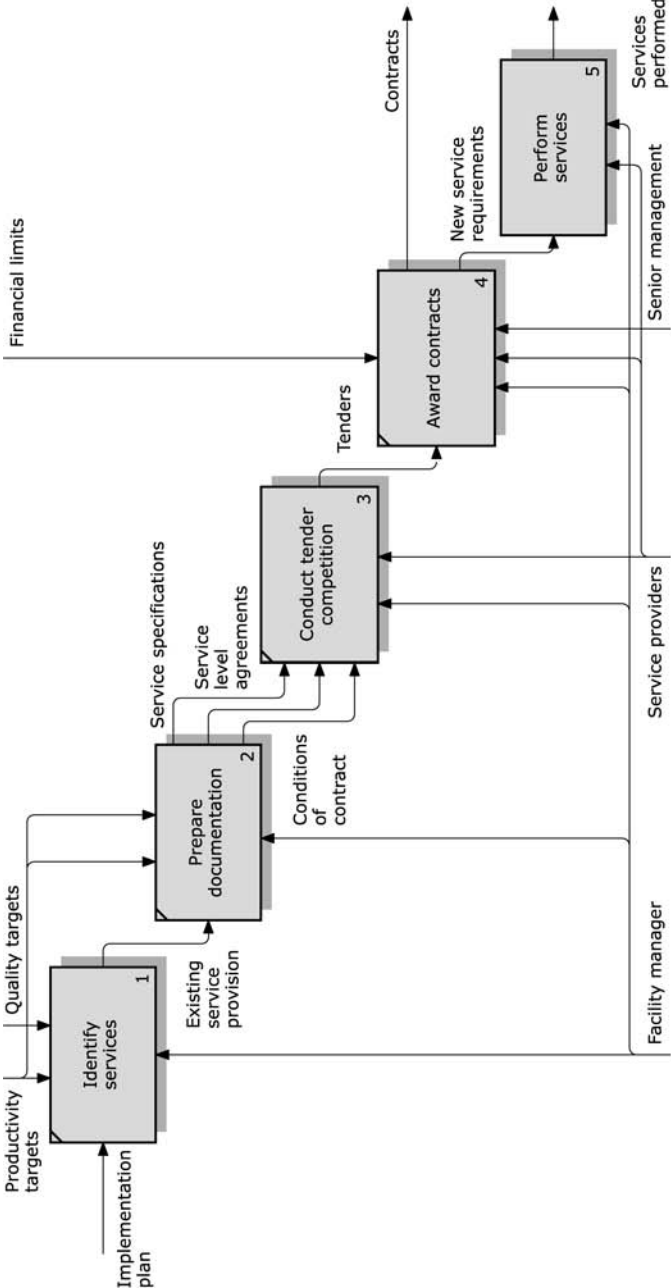 Productivity
targets
Quality targets
Financial limits
Implementation
plan
Identify
services
1
Existing
service
provision
Prepare
documentation
2
Service specifications
Service
level
agreements
Conditions
of
contract
Conduct tender
competition
3
Tenders
Award contracts
4
Contracts
New service
requirements
Perform
services
5
Services
performed
Facility manager
Service providers
Senior management